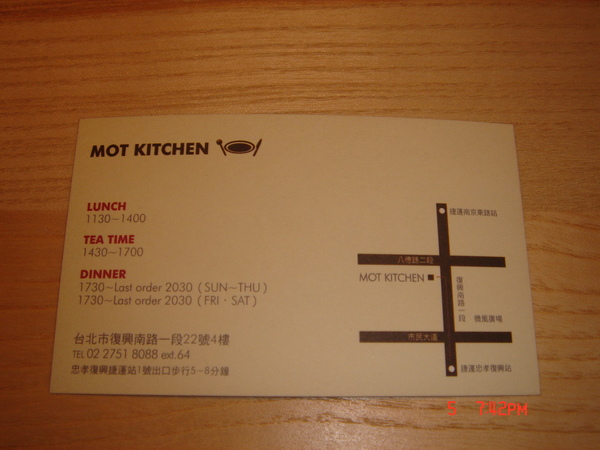 MOT KITCHEN
LUNCH
1130~1400
TEA TIME
1430~1700
DINNER
1730~Last order 2030 (SUN~THU)
1730~Last order 2030 (FRI · SAT)
台北市復興南路一段22號4樓
TEL 02 2751 8088 ext.64
忠孝復興捷運站1號出口步行5~8分鐘
捷運南京東路站
八德路二段
MOT KITCHEN
復興南路一段
微風廣場
市民大道
捷運忠孝復興站
5 7:42PM